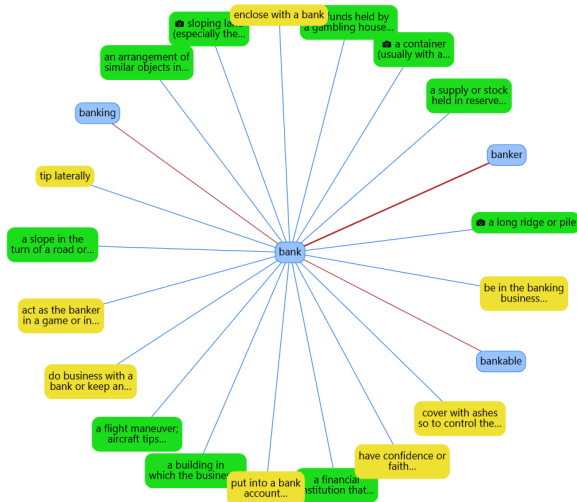 enclose with a bank
sloping land
(especially the...
funds held by
a gambling house...
a container
(usually with a...
an arrangement of
similar objects in...
a supply or stock
held in reserve...
banking
banker
tip laterally
a long ridge or pile
a slope in the
turn of a road or...
bank
be in the banking
business...
act as the banker
in a game or in...
bankable
do business with a
bank or keep an...
cover with ashes
so to control the...
a flight maneuver;
aircraft tips...
have confidence or
faith...
a building in
which the business
put into a bank
account...
a financial
institution that...